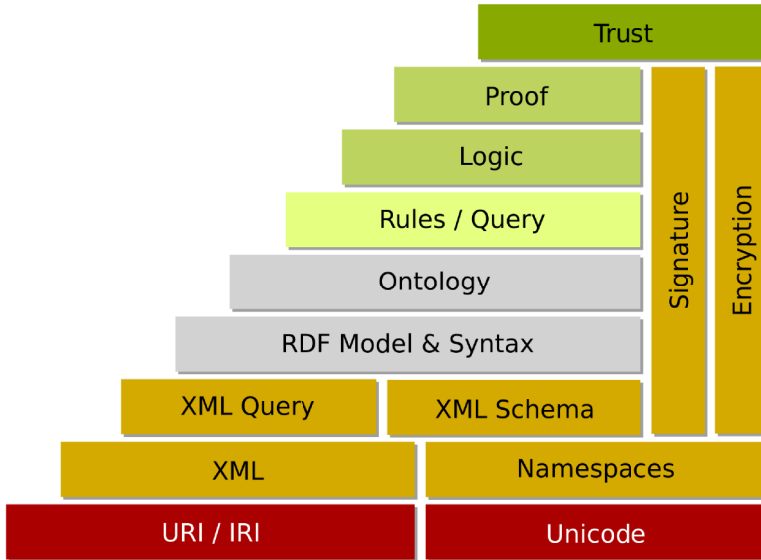 Trust
Proof
Logic
Rules / Query
Ontology
RDF Model & Syntax
Signature
Encryption
XML Query
XML Schema
XML
Namespaces
URI / IRI
Unicode